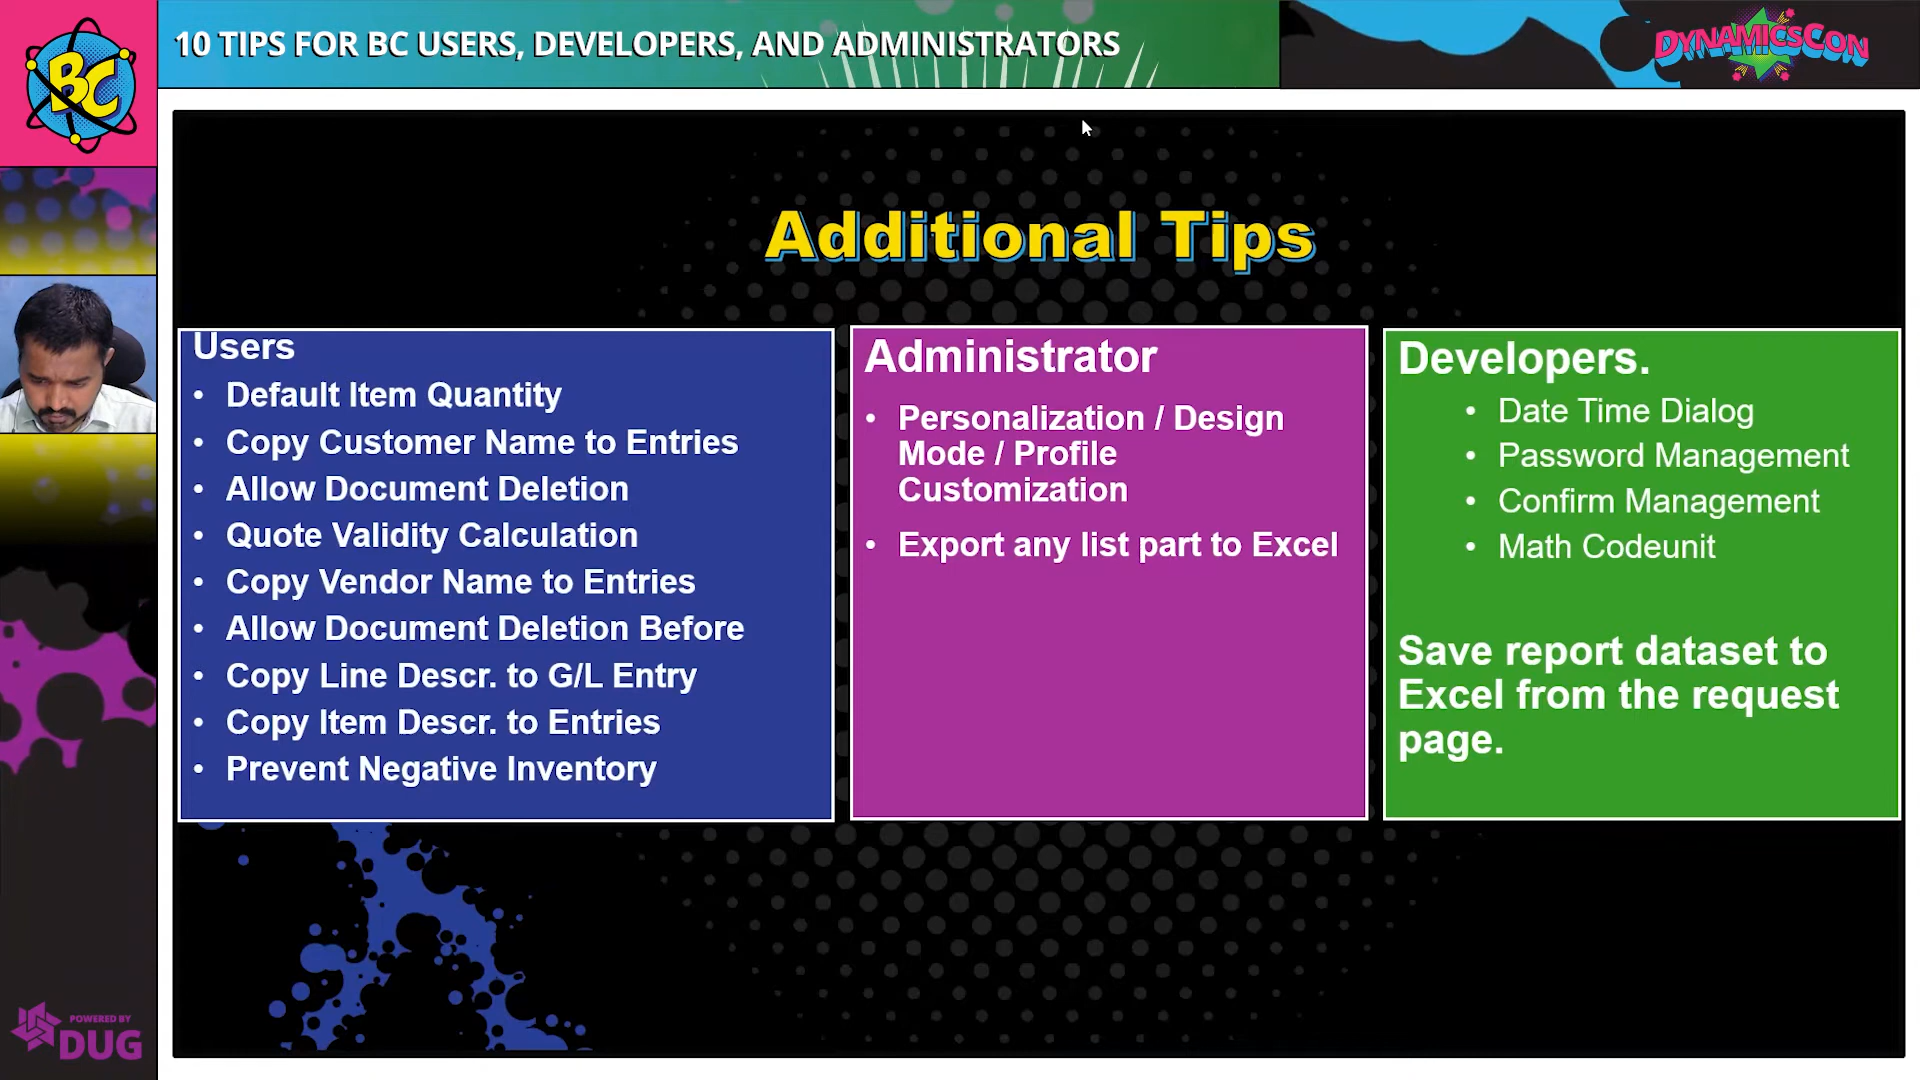 BC
10 TIPS FOR BC USERS, DEVELOPERS, AND ADMINISTRATORS
DYNAMICSCON
Additional Tips
Users
• Default Item Quantity
• Copy Customer Name to Entries
• Allow Document Deletion
• Quote Validity Calculation
• Copy Vendor Name to Entries
• Allow Document Deletion Before
• Copy Line Descr. to G/L Entry
• Copy Item Descr. to Entries
• Prevent Negative Inventory
Administrator
• Personalization / Design
Mode / Profile
Customization
• Export any list part to Excel
Developers.
• Date Time Dialog
• Password Management
• Confirm Management
• Math Codeunit
Save report dataset to
Excel from the request
page.
POWERED BY
DUG